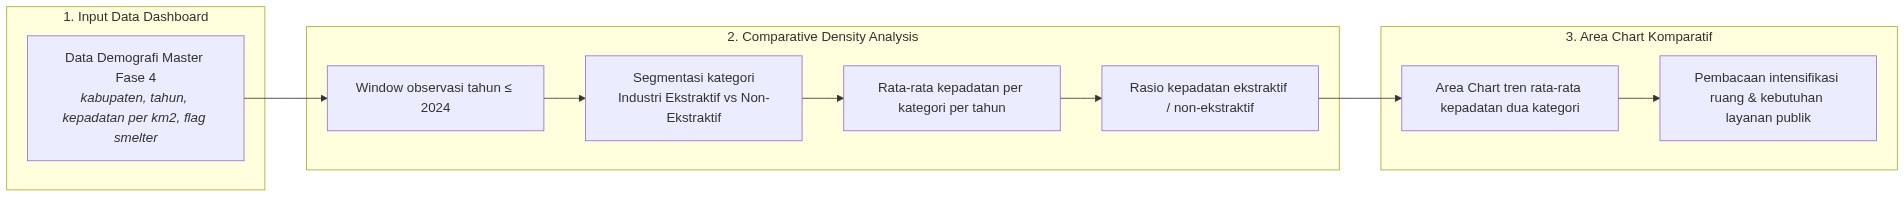 1. Input Data Dashboard
Data Demografi Master
Fase 4
kabupaten, tahun,
kepadatan per km2, flag
smelter
2. Comparative Density Analysis
Window observasi tahun ≤
2024
Segmentasi kategori
Industri Ekstraktif vs Non-
Ekstraktif
Rata-rata kepadatan per
kategori per tahun
Rasio kepadatan ekstraktif
/ non-ekstraktif
3. Area Chart Komparatif
Area Chart tren rata-rata
kepadatan dua kategori
Pembacaan intensifikasi
ruang & kebutuhan
layanan publik